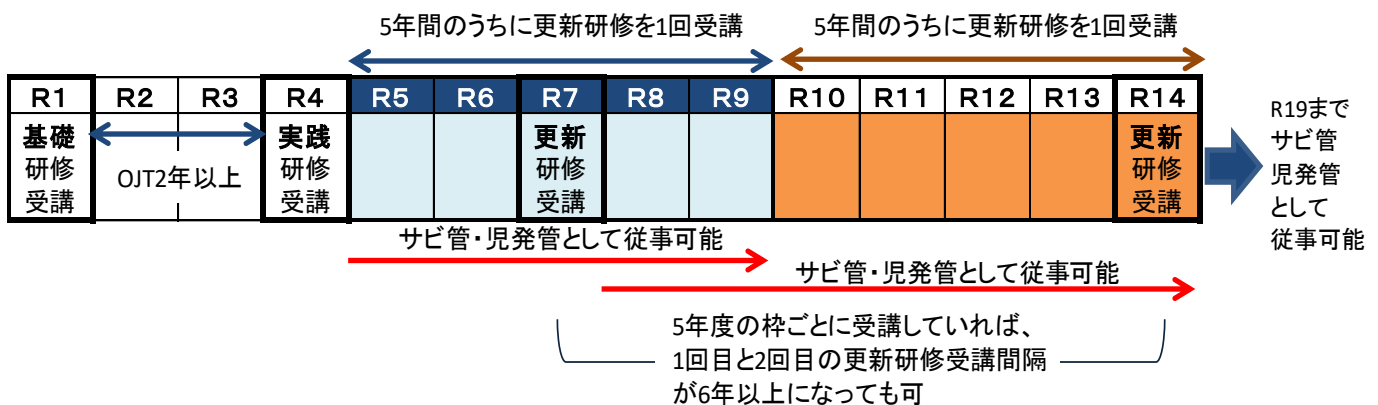 5年間のうちに更新研修を1回受講
5年間のうちに更新研修を1回受講
R1 R2 R3 R4 R5 R6 R7 R8 R9 R10 R11 R12 R13 R14
基礎
研修
受講
OJT2年以上
実践
研修
受講
更新
研修
受講
更新
研修
受講
R19まで
サビ管
児発管
として
従事可能
サビ管・児発管として従事可能
サビ管・児発管として従事可能
5年度の枠ごとに受講していれば、
1回目と2回目の更新研修受講間隔
が6年以上になっても可